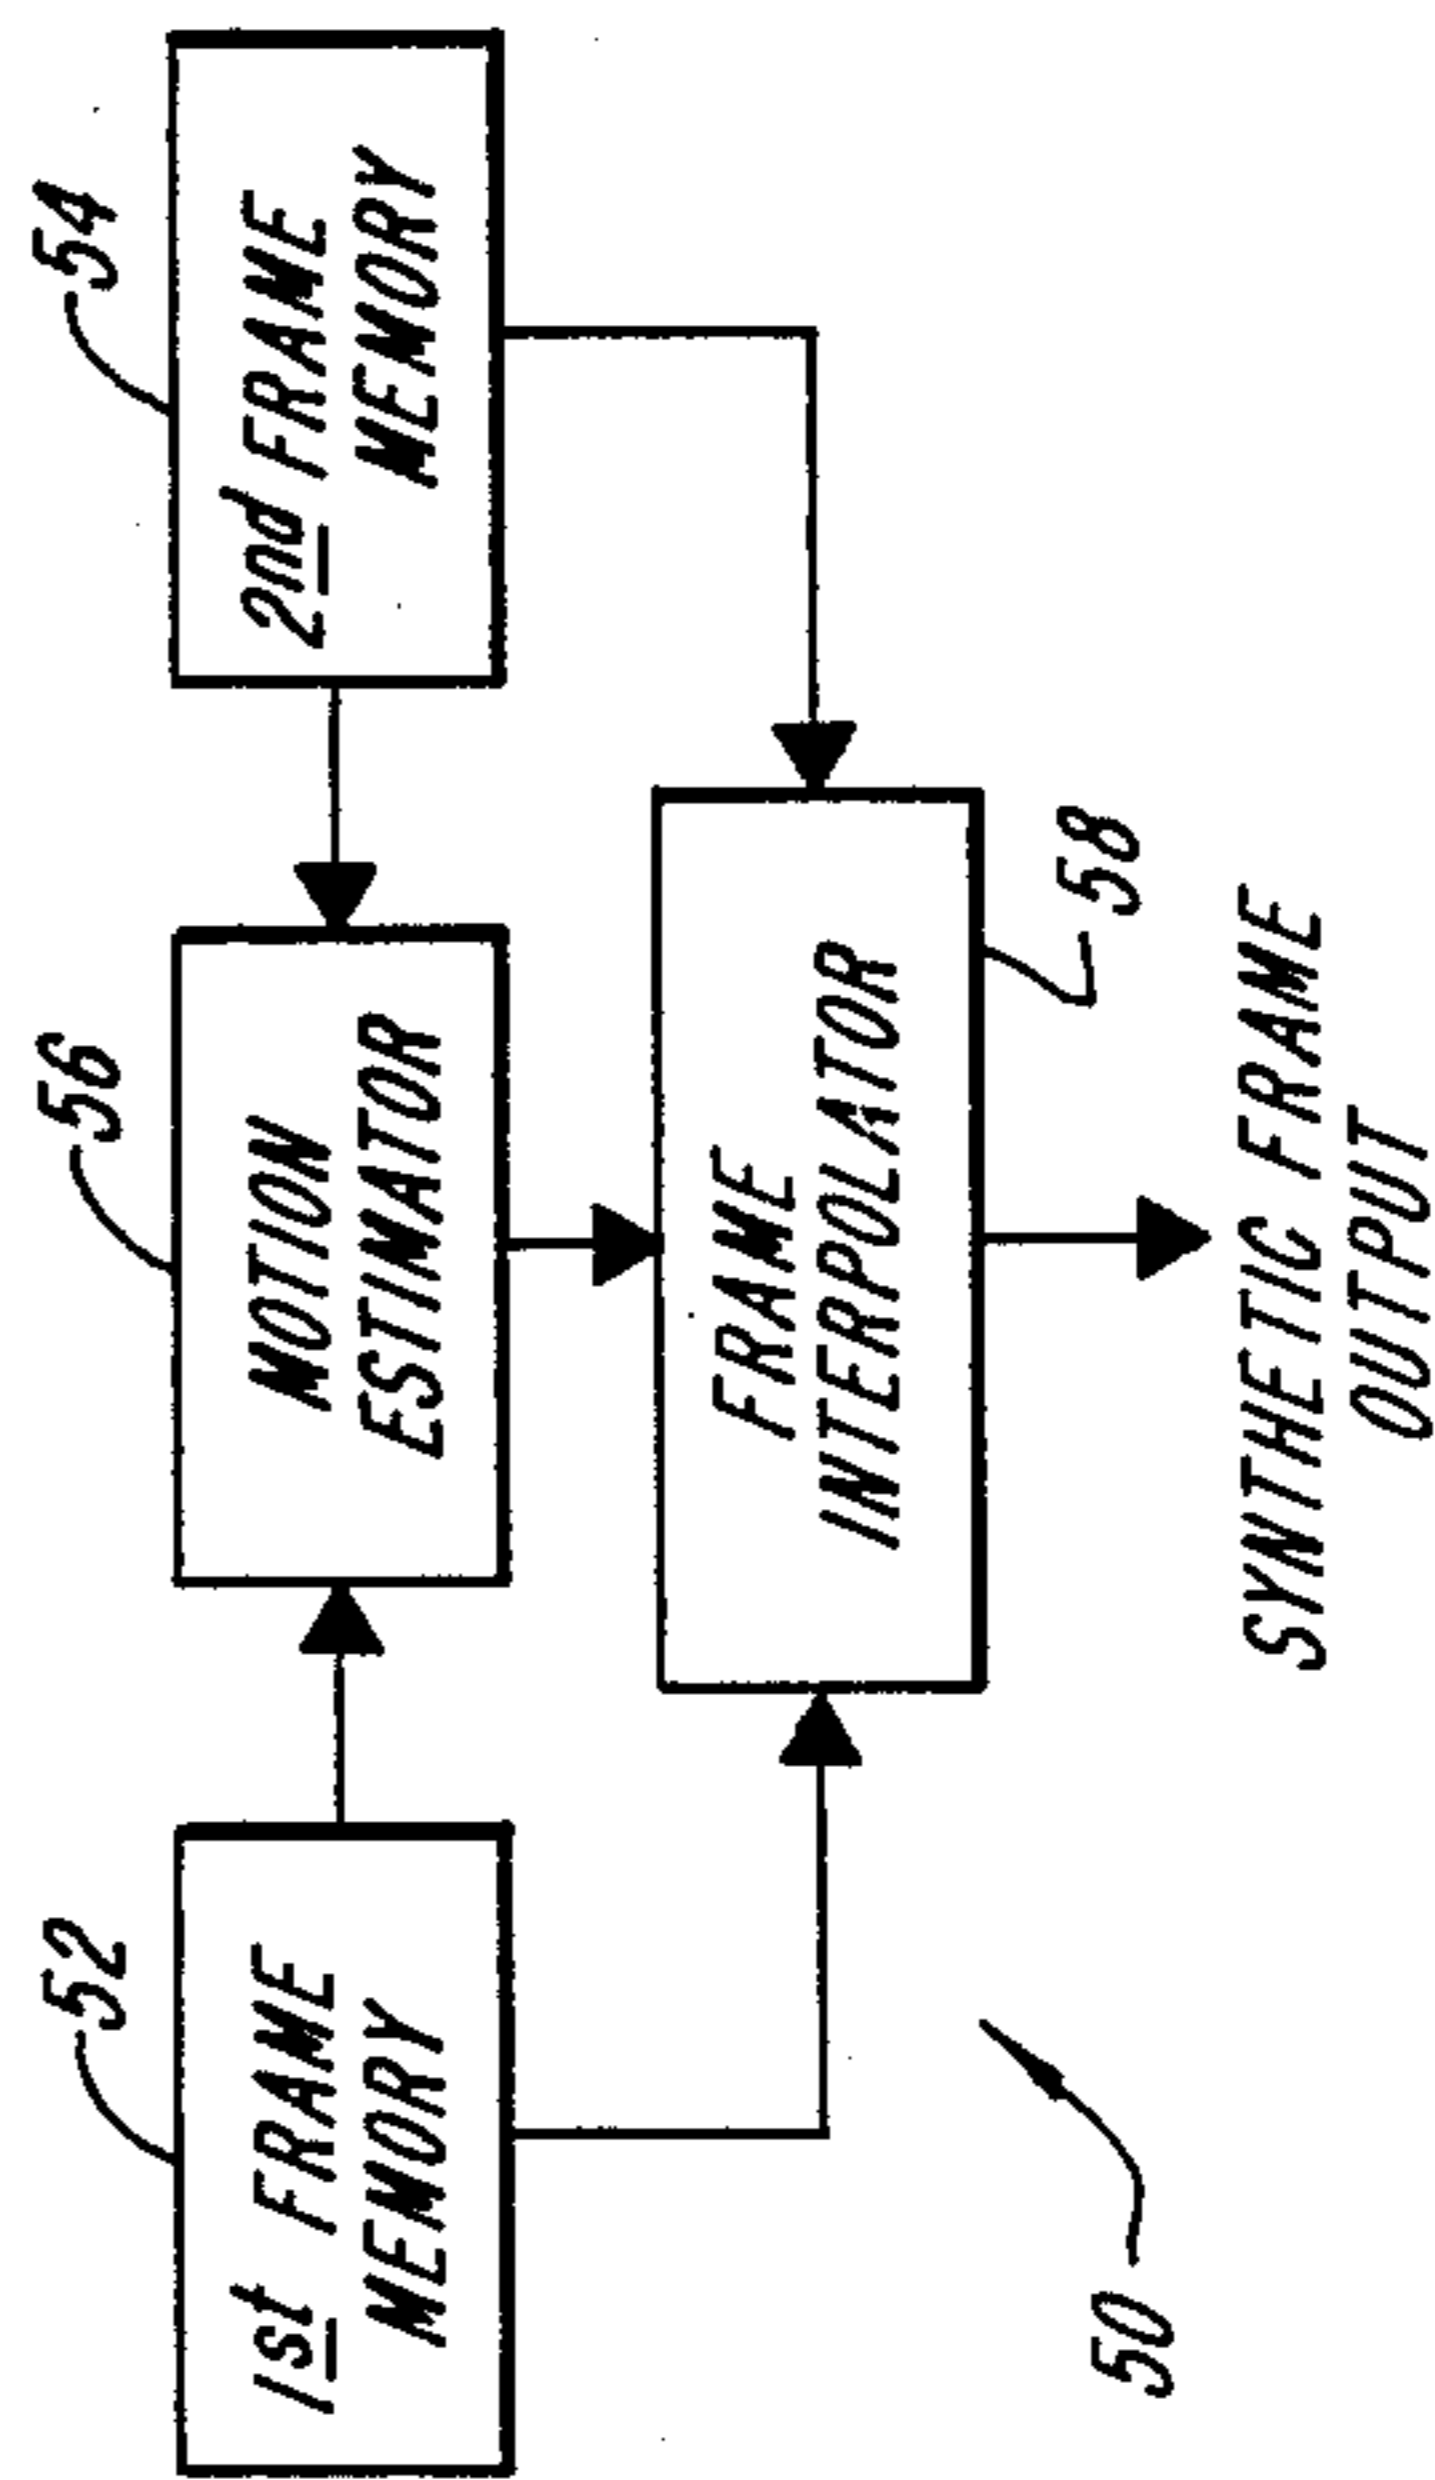 52
1st FRAME
MEMORY
56
MOTION
ESTIMATOR
54
2nd FRAME
MEMORY
FRAME
INTERPOLATOR
58
50
SYNTHETIC FRAME
OUTPUT